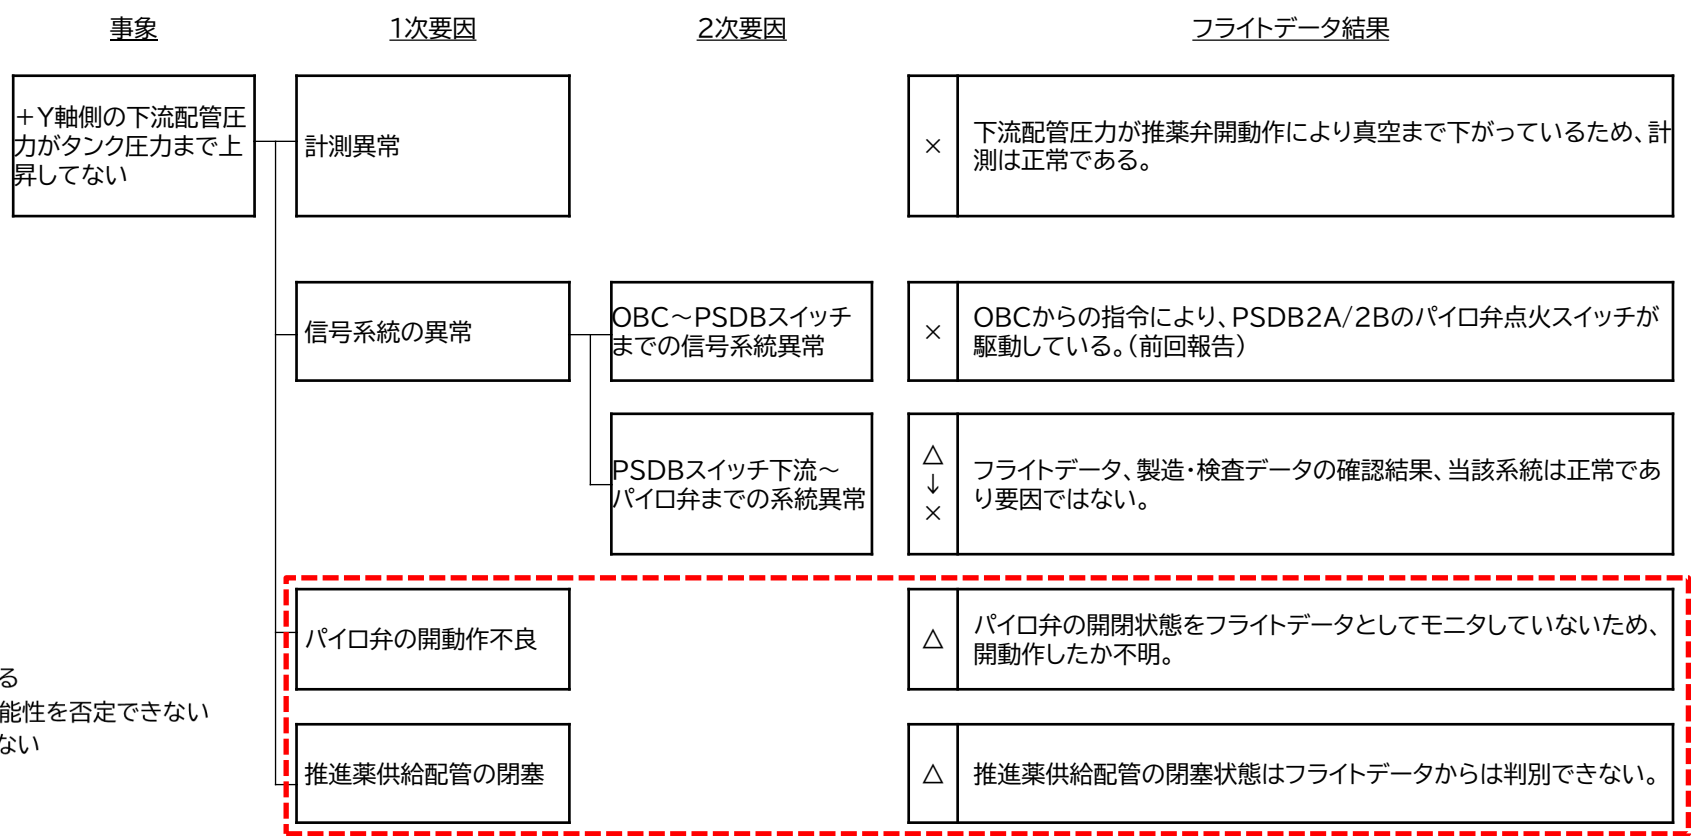 事象
1次要因
2次要因
フライトデータ結果
＋Y軸側の下流配管圧
力がタンク圧力まで上
昇してない
計測異常
×
下流配管圧力が推薬弁開動作により真空まで下がっているため、計
測は正常である。
信号系統の異常
OBC～PSDBスイッチ
までの信号系統異常
×
OBCからの指令により、PSDB2A/2Bのパイロ弁点火スイッチが
駆動している。（前回報告）
PSDBスイッチ下流～
パイロ弁までの系統異常
△
↓
×
フライトデータ、製造・検査データの確認結果、当該系統は正常であ
り要因ではない。
パイロ弁の開動作不良
△
パイロ弁の開閉状態をフライトデータとしてモニタしていないため、
開動作したか不明。
る
能性を否定できない
ない
推進薬供給配管の閉塞
△
推進薬供給配管の閉塞状態はフライトデータからは判別できない。